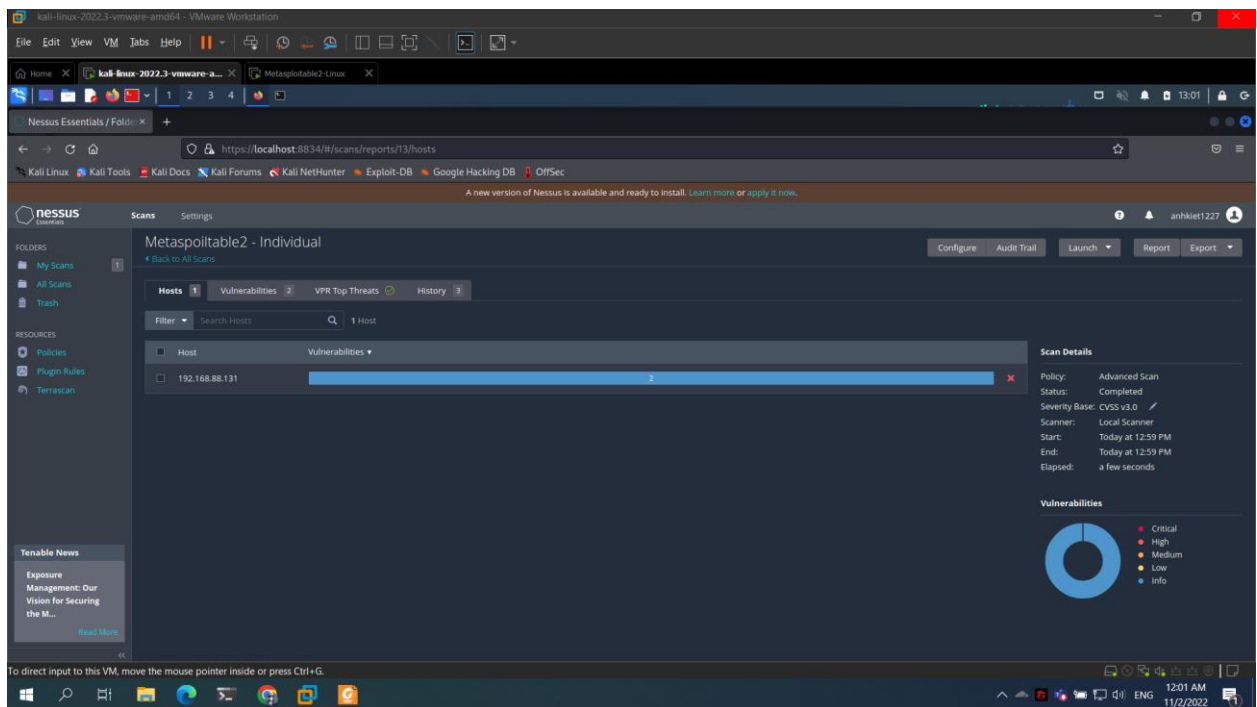 kali-linux-2022.3-vmware-amd64 - VMware Workstation
File Edit View VM Tabs Help
Home kali-linux-2022.3-vmware-a... Metasploitable2-Linux
1 2 3 4 13:01
Nessus Essentials / Folde
https://localhost:8834/#/scans/reports/13/hosts
Kali Linux Kali Tools Kali Docs Kali Forums Kali NetHunter Exploit-DB Google Hacking DB OffSec
A new version of Nessus is available and ready to install. Learn more or apply it now.
nessus Essentials Scans Settings anhkiet1227
FOLDERS
My Scans 1
All Scans
Trash
RESOURCES
Policies
Plugin Rules
Terrascan
Tenable News
Exposure
Management: Our
Vision for Securing
the M...
Read More
Metaspoiltable2 - Individual
Back to All Scans
Configure Audit Trail Launch Report Export
Hosts 1 Vulnerabilities 2 VPR Top Threats History 3
Filter Search Hosts 1 Host
Host Vulnerabilities
192.168.88.131 2
Scan Details
Policy: Advanced Scan
Status: Completed
Severity Base: CVSS v3.0
Scanner: Local Scanner
Start: Today at 12:59 PM
End: Today at 12:59 PM
Elapsed: a few seconds
Vulnerabilities
Critical
High
Medium
Low
Info
To direct input to this VM, move the mouse pointer inside or press Ctrl+G.
ENG 12:01 AM
11/2/2022